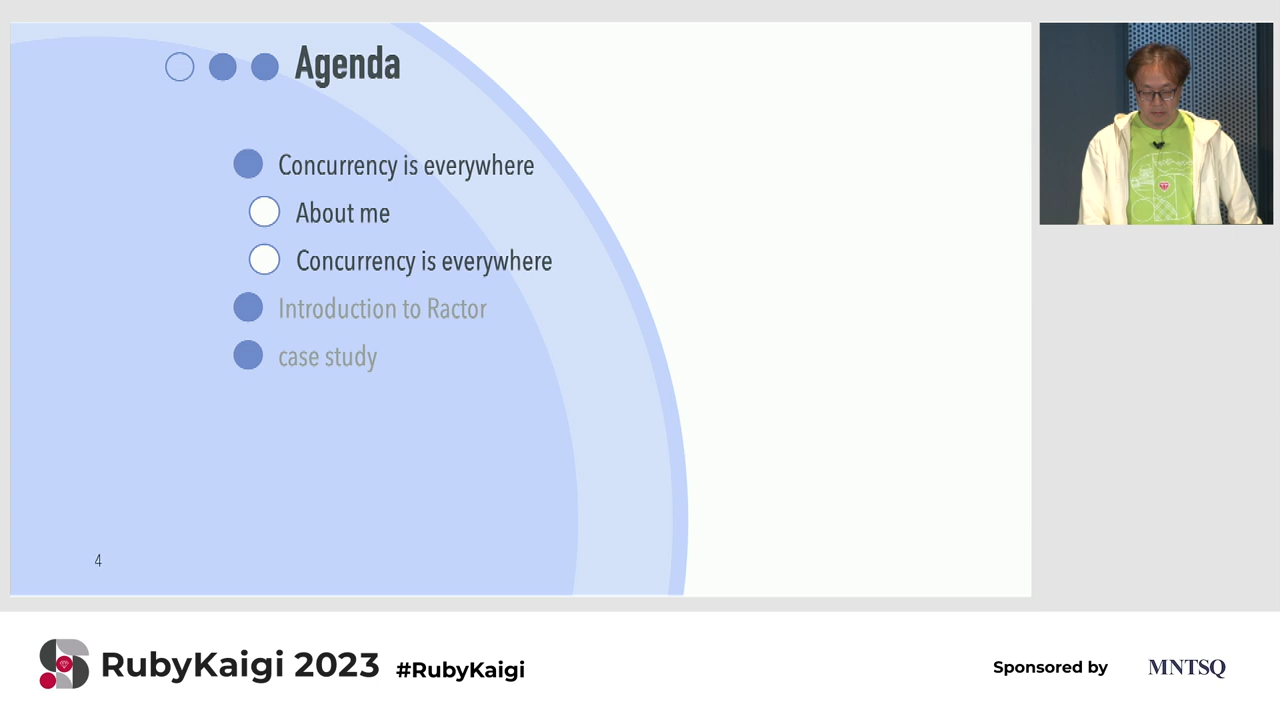 Agenda
Concurrency is everywhere
About me
Concurrency is everywhere
Introduction to Ractor
case study
4
RubyKaigi 2023 #RubyKaigi
Sponsored by MNTSQ